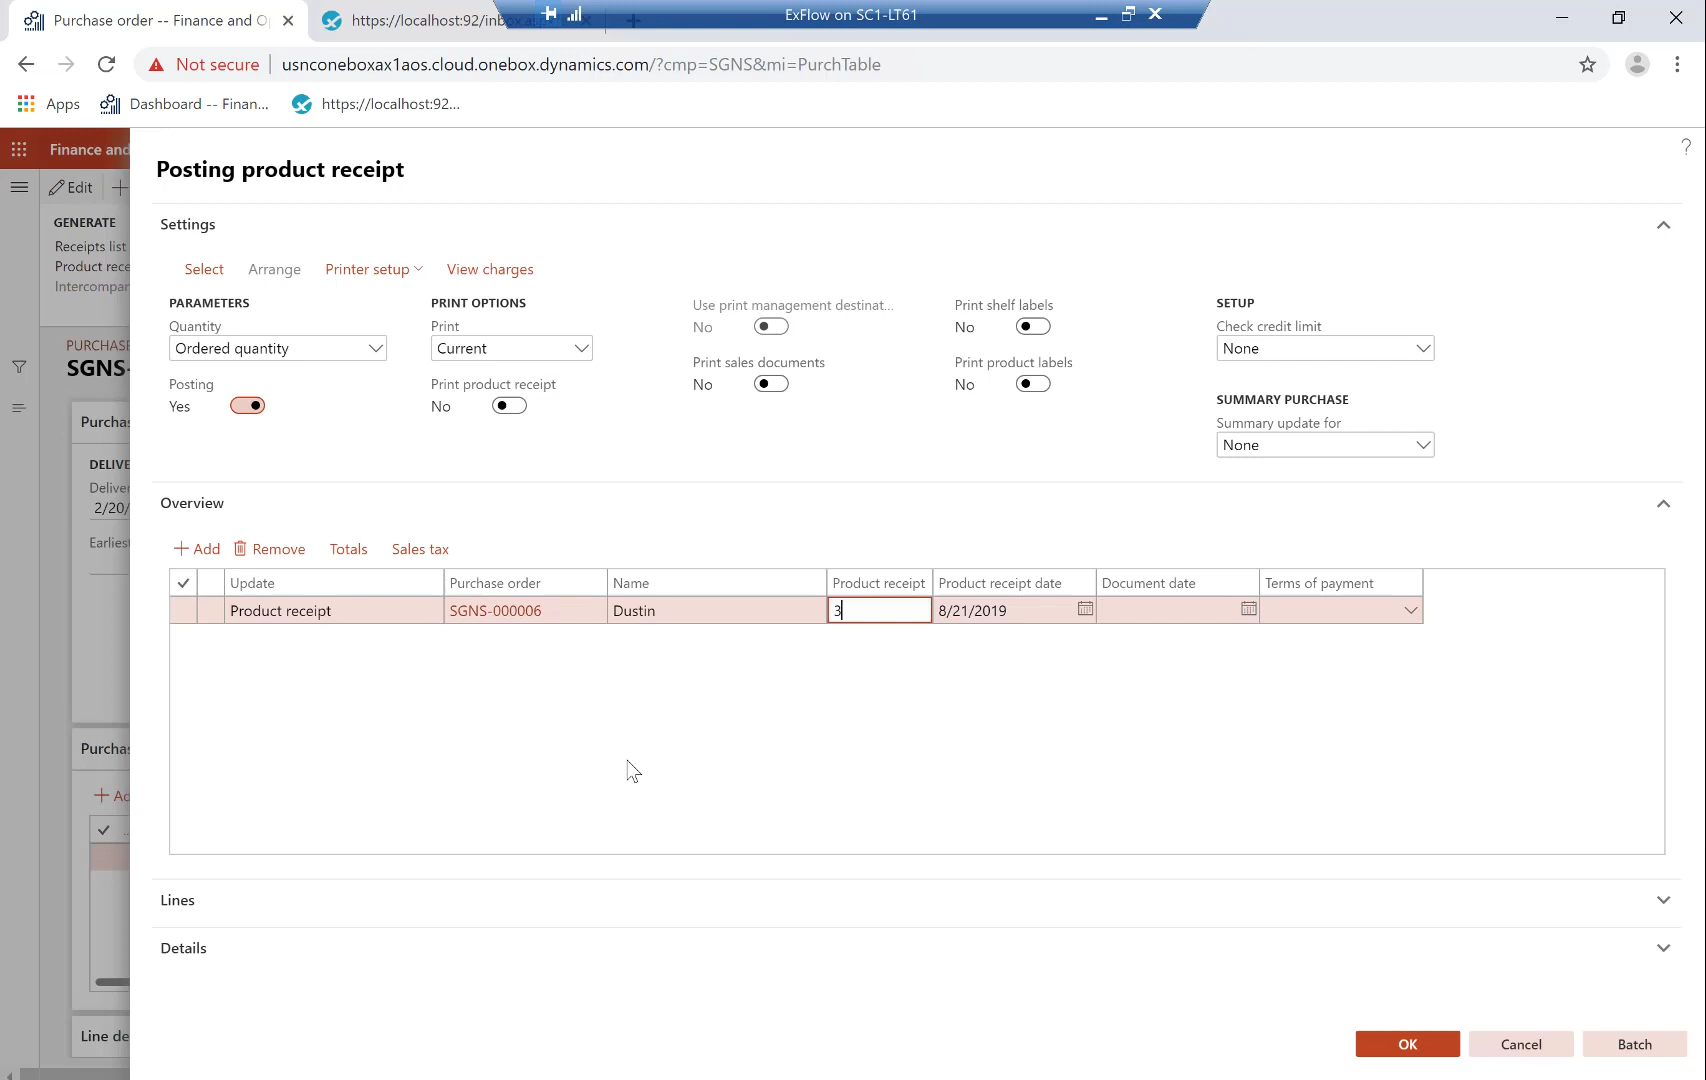 Purchase order -- Finance and O
https://localhost:92/inbox.asp
ExFlow on SC1-LT61
Not secure
usnconeboxax1aos.cloud.onebox.dynamics.com/?cmp=SGNS&mi=PurchTable
Apps
Dashboard -- Finan...
https://localhost:92...
Finance and
?
Posting product receipt
Edit
GENERATE
Receipts list
Product rece
Intercompan
Settings
Select
Arrange
Printer setup
View charges
PARAMETERS
PRINT OPTIONS
Use print management destinat...
Print shelf labels
SETUP
Quantity
Print
No
No
Check credit limit
Ordered quantity
Current
None
Print sales documents
Print product labels
No
No
Posting
Print product receipt
Yes
No
SUMMARY PURCHASE
Summary update for
None
PURCHASE
SGNS-
Purchas
DELIVE
Deliver
2/20/
Earliest
Overview
Add
Remove
Totals
Sales tax
Update
Purchase order
Name
Product receipt
Product receipt date
Document date
Terms of payment
Product receipt
SGNS-000006
Dustin
3
8/21/2019
Purchas
Ad
...
Lines
Details
Line de
OK
Cancel
Batch